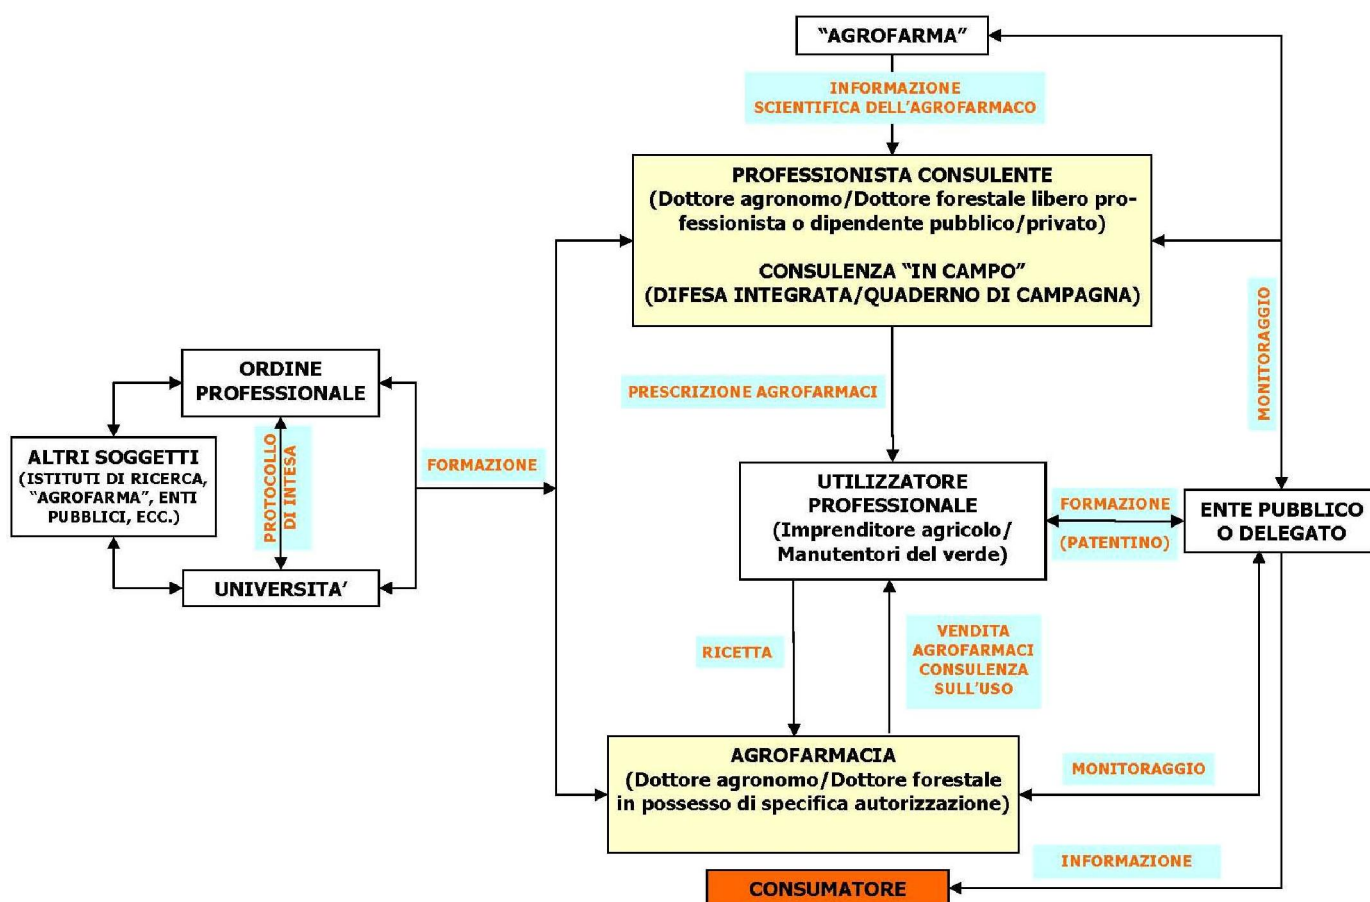 “AGROFARMA”
INFORMAZIONE
SCIENTIFICA DELL’AGROFARMACO
PROFESSIONISTA CONSULENTE
(Dottore agronomo/Dottore forestale libero pro-
fessionista o dipendente pubblico/privato)
CONSULENZA “IN CAMPO”
(DIFESA INTEGRATA/QUADERNO DI CAMPAGNA)
MONITORAGGIO
ORDINE
PROFESSIONALE
PRESCRIZIONE AGROFARMACI
ALTRI SOGGETTI
(ISTITUTI DI RICERCA,
“AGROFARMA”, ENTI
PUBBLICI, ECC.)
PROTOCOLLO
DI INTESA
FORMAZIONE
UNIVERSITA’
UTILIZZATORE
PROFESSIONALE
(Imprenditore agricolo/
Manutentori del verde)
FORMAZIONE
(PATENTINO)
ENTE PUBBLICO
O DELEGATO
RICETTA
VENDITA
AGROFARMACI
CONSULENZA
SULL’USO
AGROFARMACIA
(Dottore agronomo/Dottore forestale
in possesso di specifica autorizzazione)
MONITORAGGIO
INFORMAZIONE
CONSUMATORE